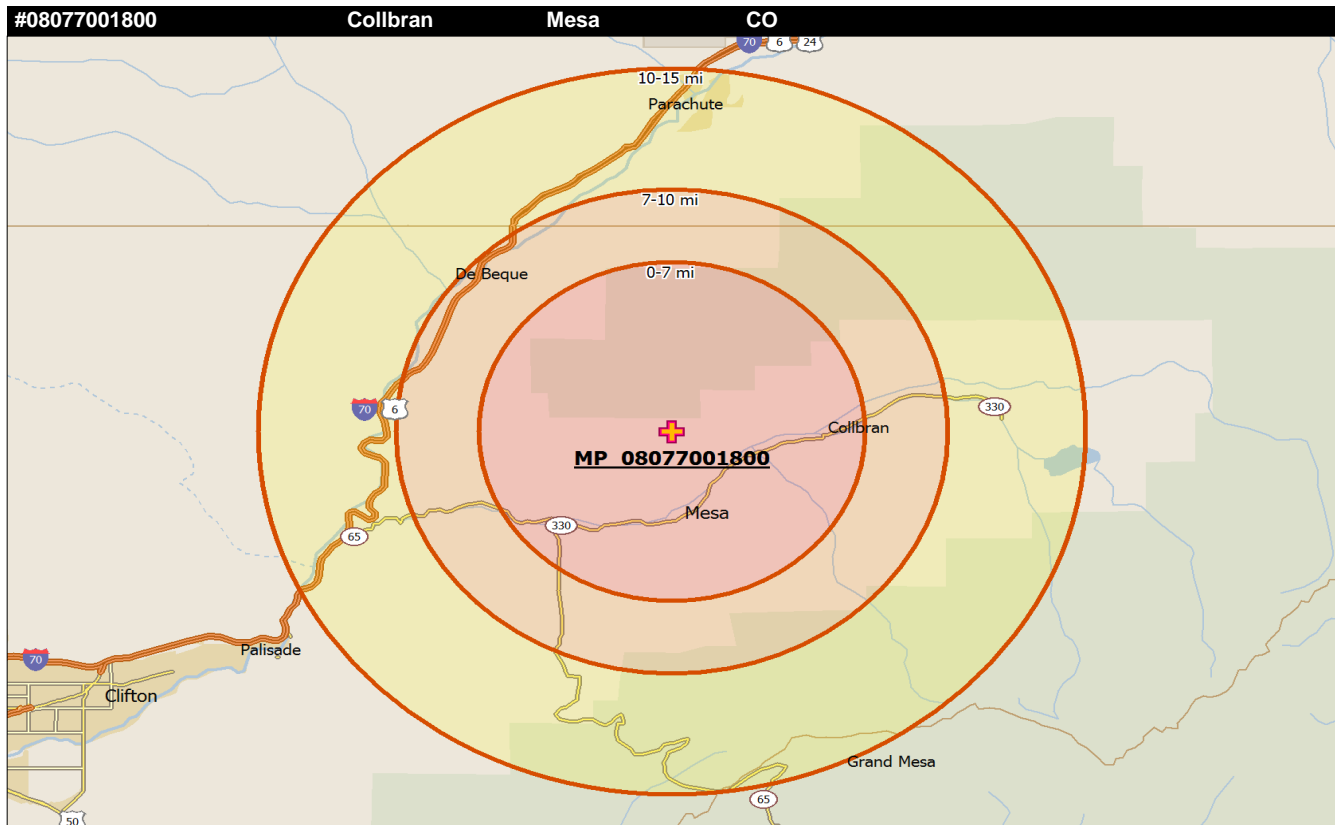 #08077001800 Collbran Mesa CO
70 6 24
10-15 mi
Parachute
7-10 mi
De Beque
0-7 mi
70 6
330
Collbran
MP 08077001800
Mesa
330
65
Palisade
70
Clifton
Grand Mesa
65
50